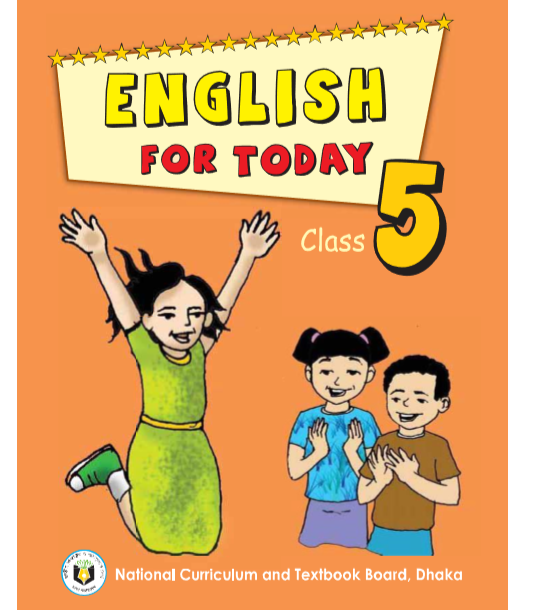 ENGLISH
FOR TODAY
Class 5
National Curriculum and Textbook Board, Dhaka